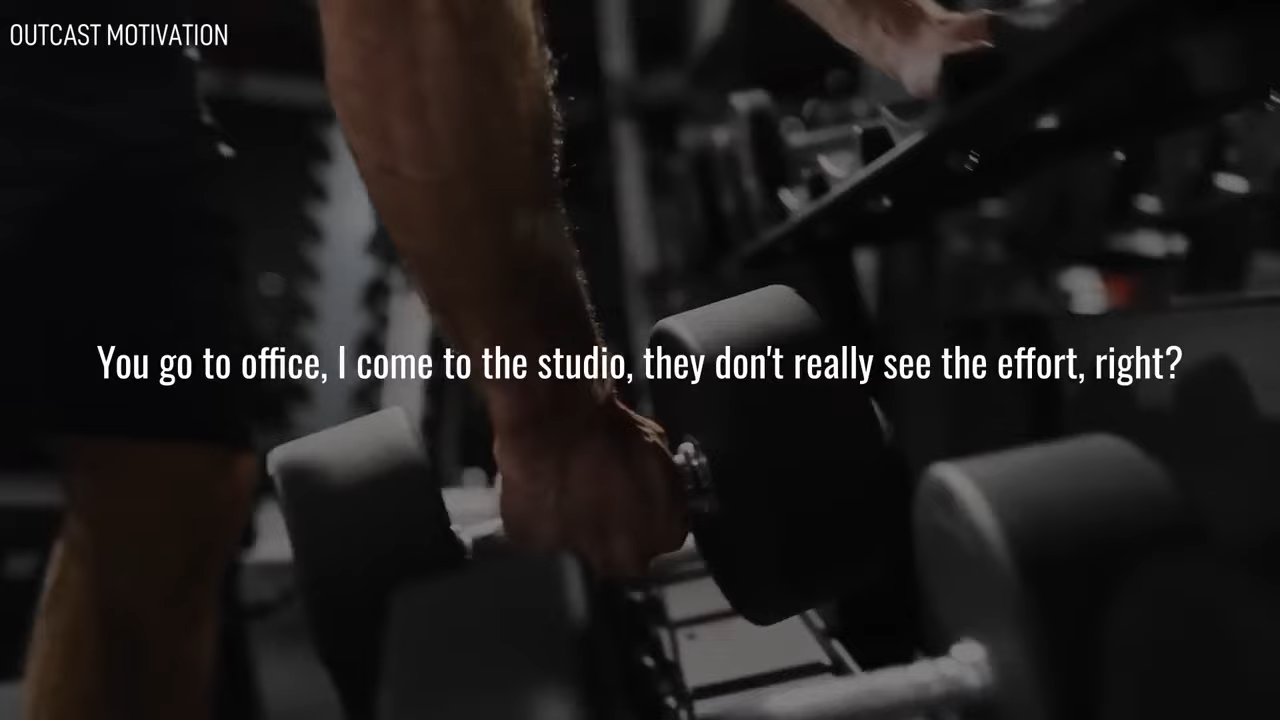 OUTCAST MOTIVATION
You go to office, I come to the studio, they don't really see the effort, right?